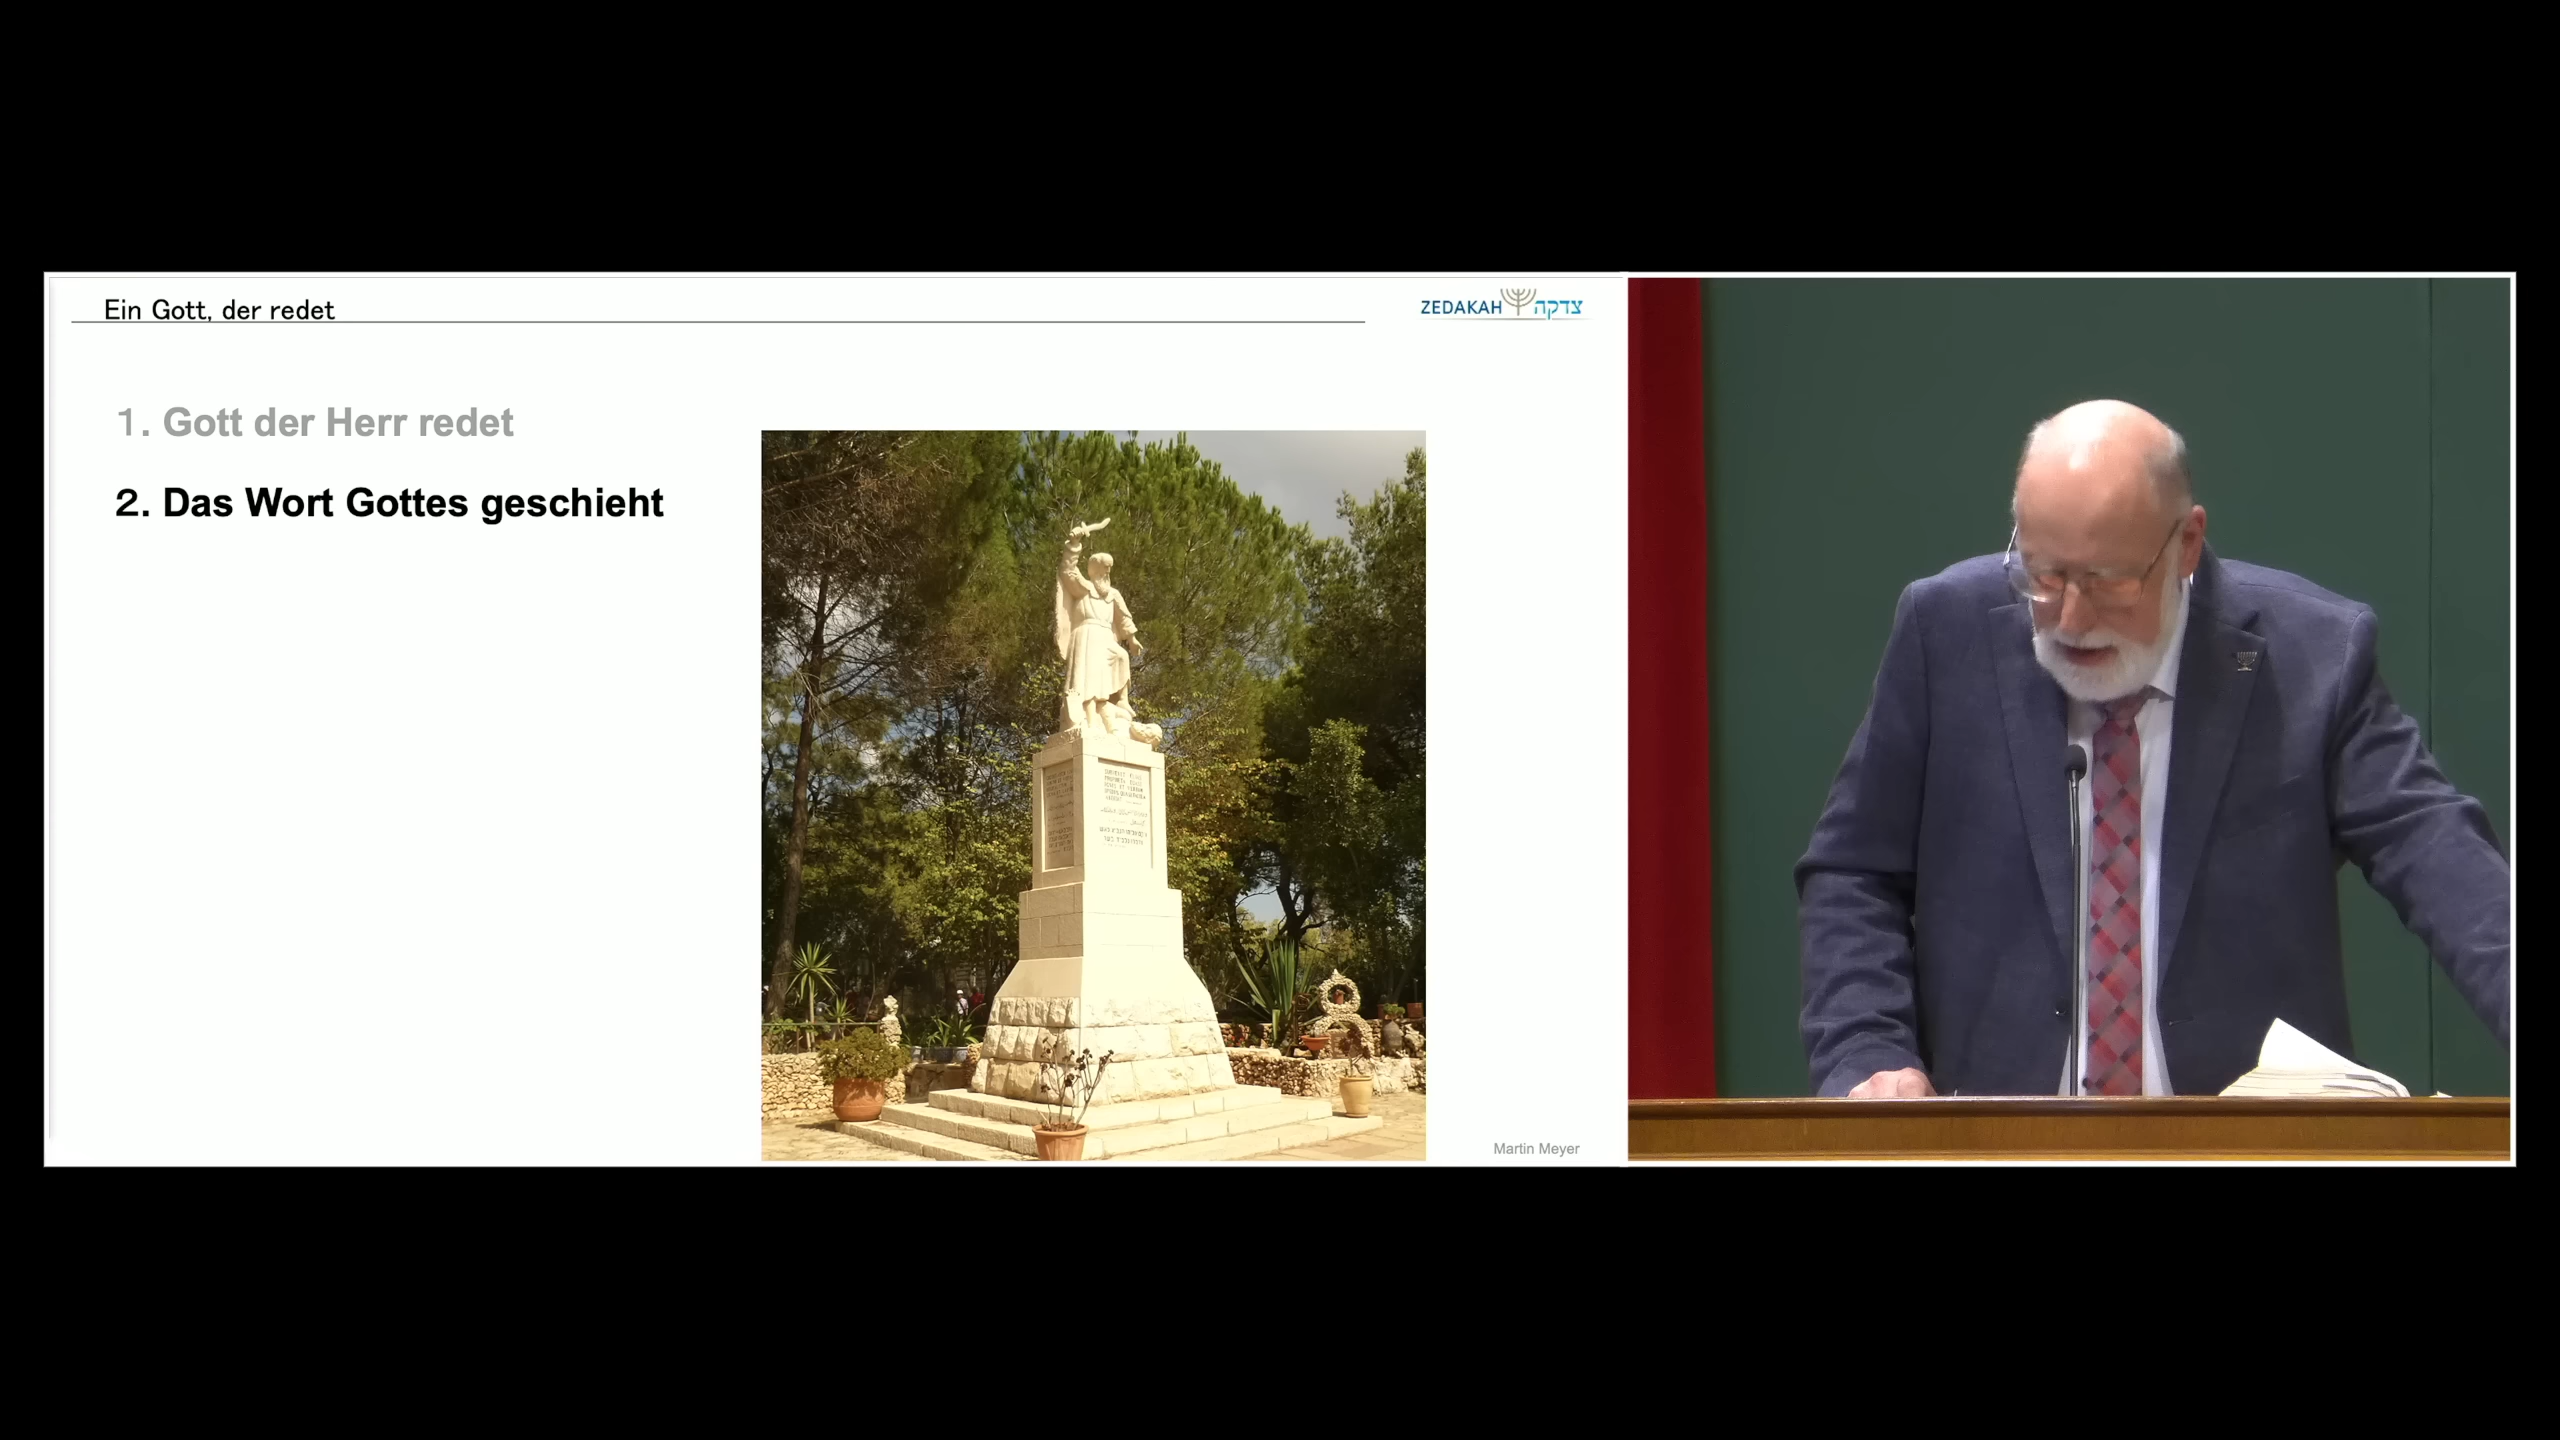 Ein Gott, der redet
ZEDAKAH צדקה
1. Gott der Herr redet
2. Das Wort Gottes geschieht
Martin Meyer